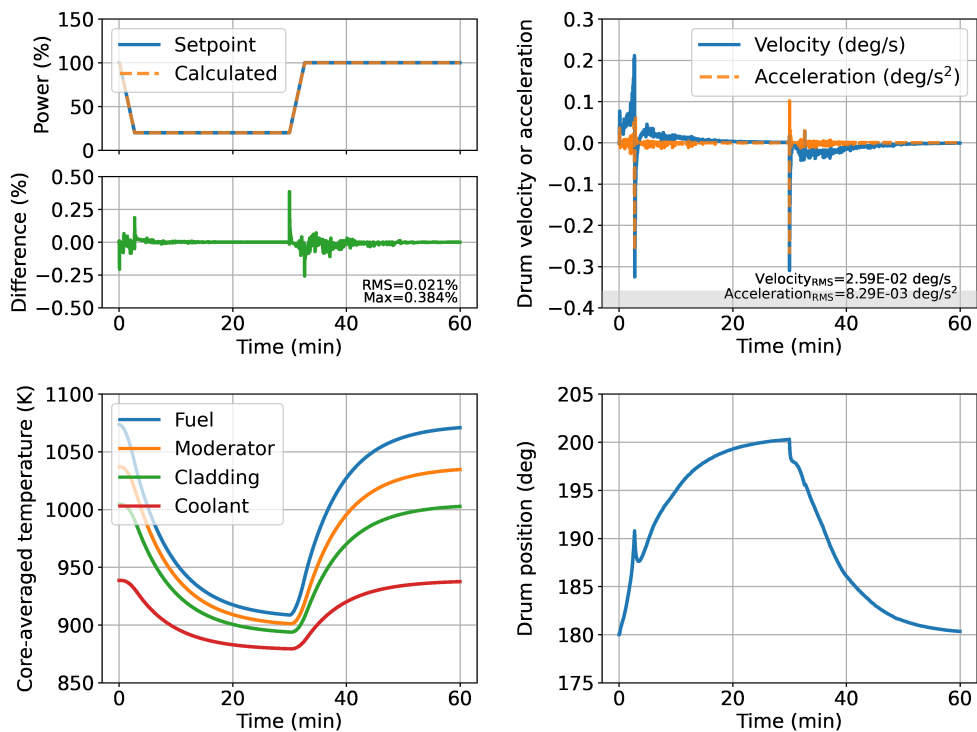 150
100
50
0
Power (%)
Setpoint
Calculated
0.50
0.25
0.00
−0.25
−0.50
Difference (%)
RMS=0.021%
Max=0.384%
0 20 40 60
Time (min)
0.3
0.2
0.1
0.0
−0.1
−0.2
−0.3
−0.4
Drum velocity or acceleration
Velocity (deg/s)
Acceleration (deg/s²)
Velocity_RMS=2.59E-02 deg/s
Acceleration_RMS=8.29E-03 deg/s²
0 20 40 60
Time (min)
1100
1050
1000
950
900
850
Core-averaged temperature (K)
Fuel
Moderator
Cladding
Coolant
0 20 40 60
Time (min)
205
200
195
190
185
180
175
Drum position (deg)
0 20 40 60
Time (min)